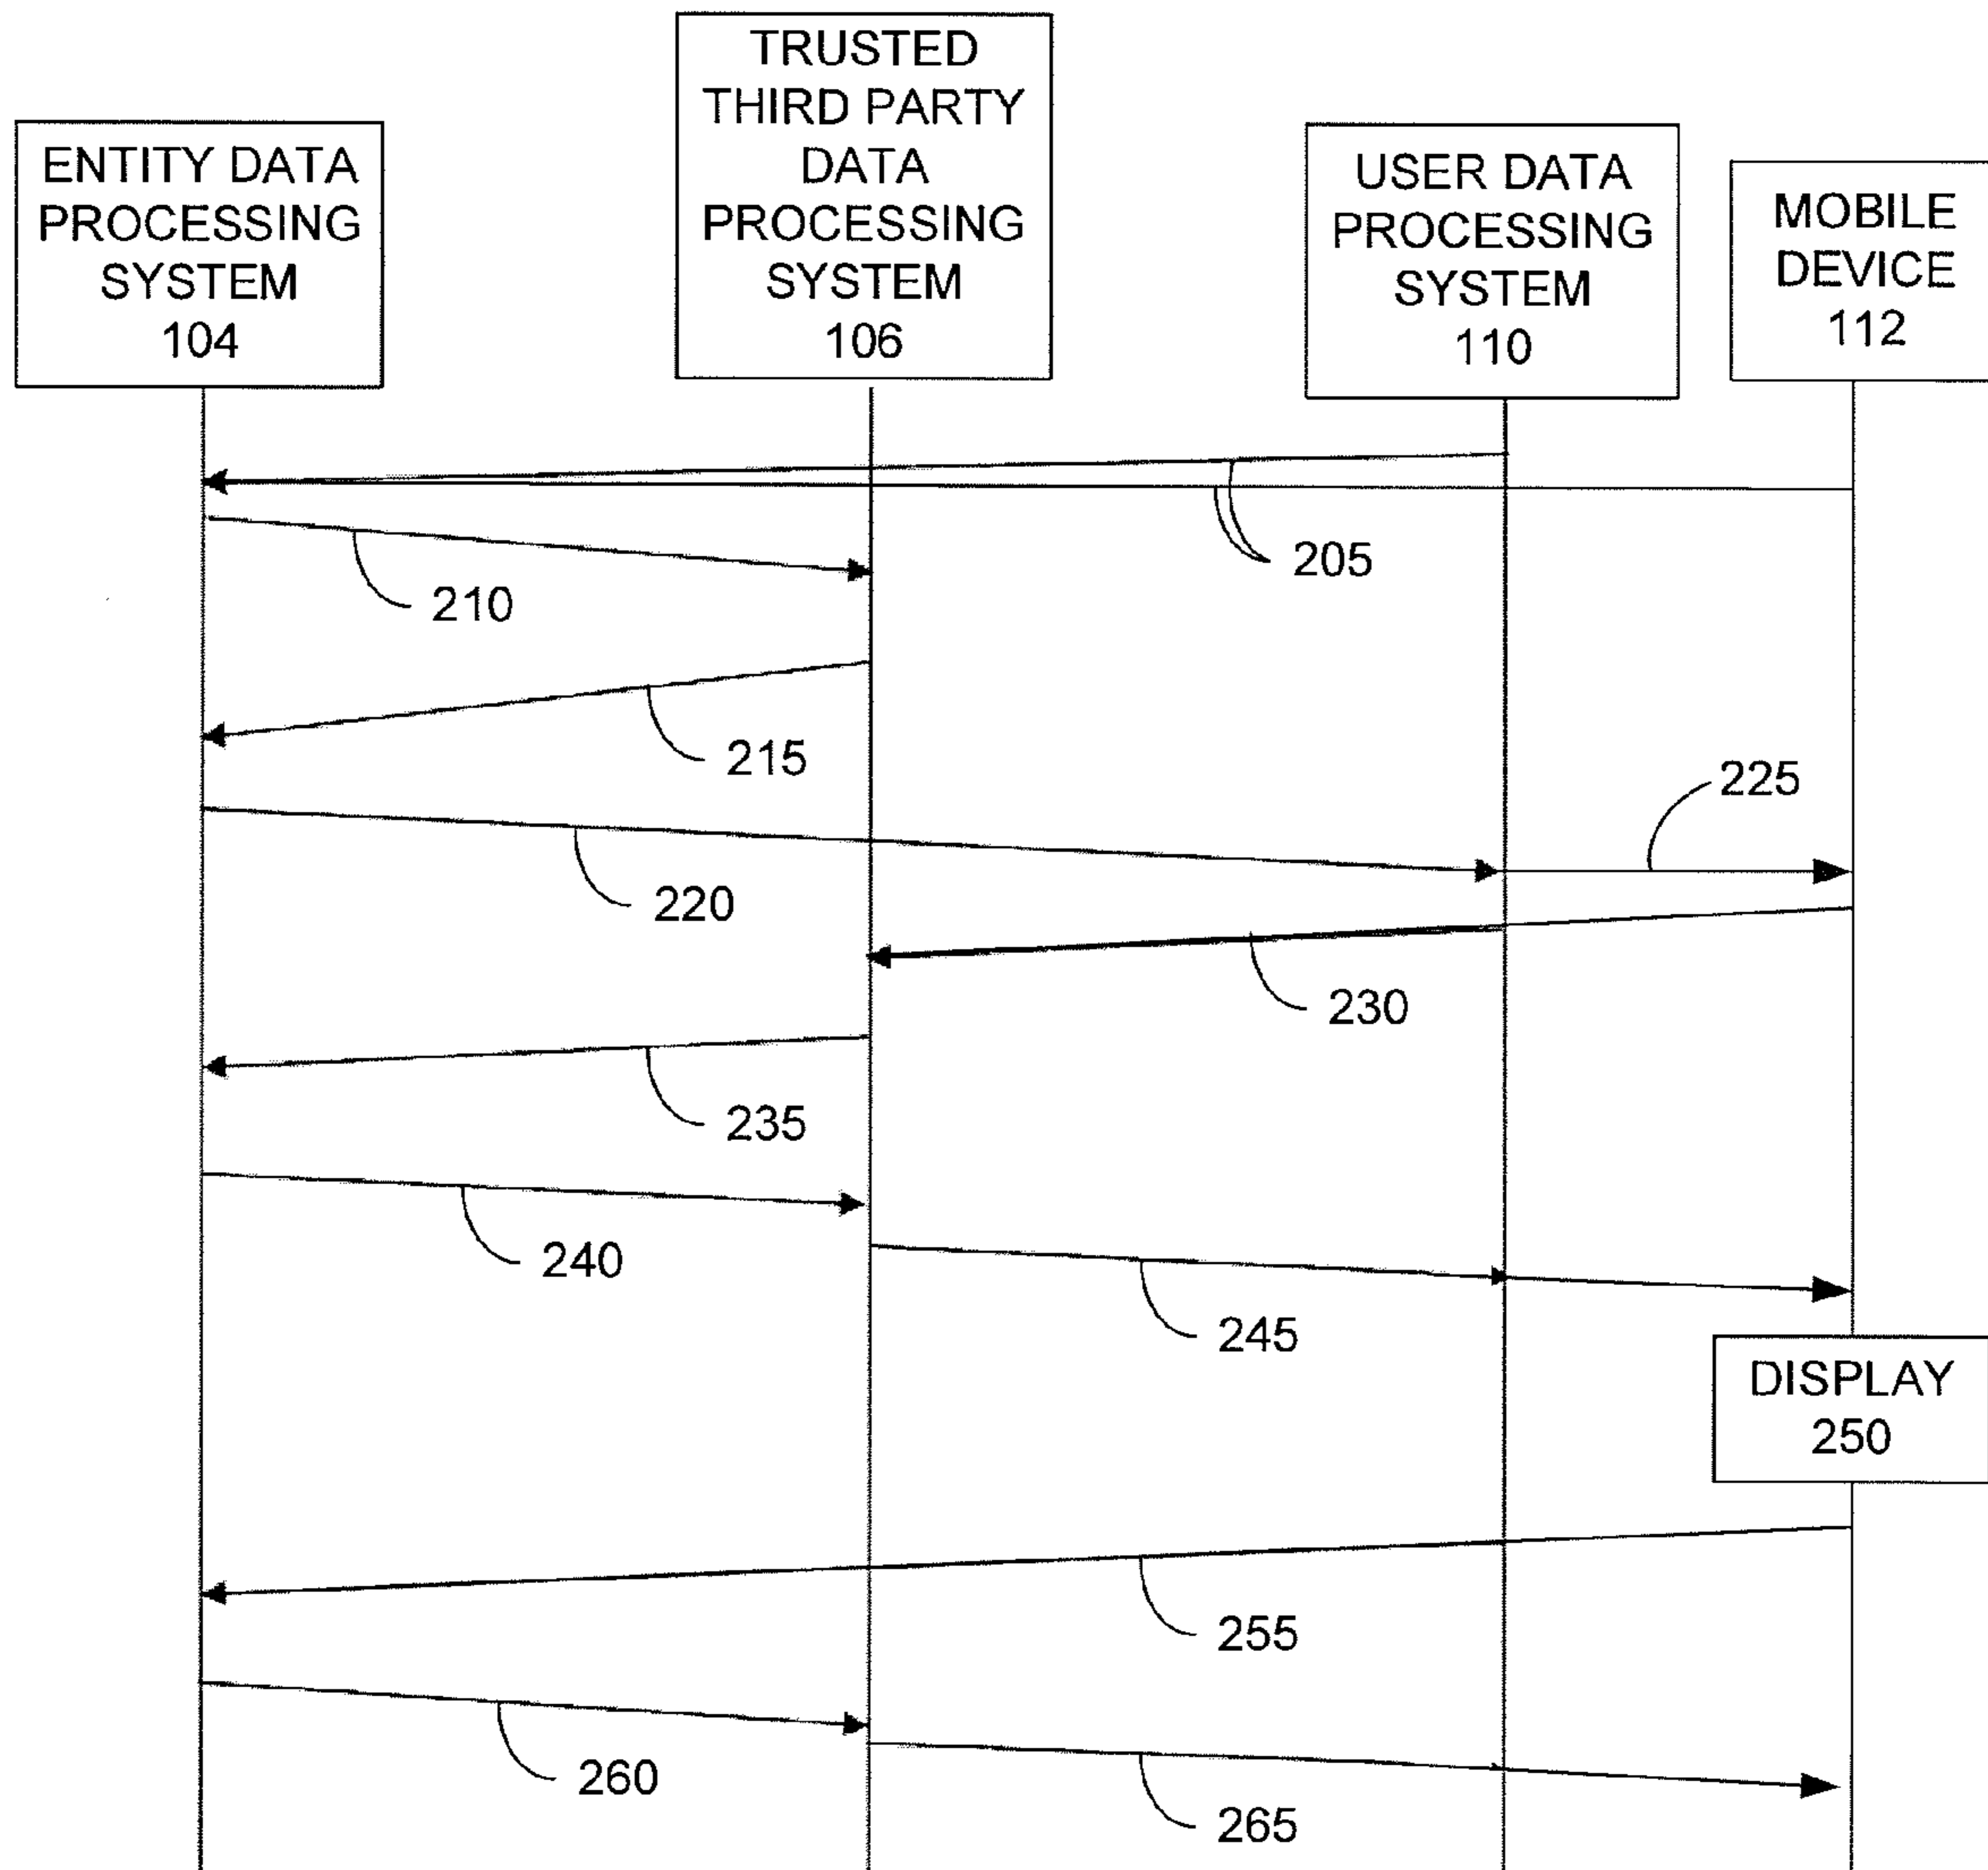 ENTITY DATA
PROCESSING
SYSTEM
104
TRUSTED
THIRD PARTY
DATA
PROCESSING
SYSTEM
106
USER DATA
PROCESSING
SYSTEM
110
MOBILE
DEVICE
112
205
210
215
225
220
230
235
240
245
DISPLAY
250
255
260
265